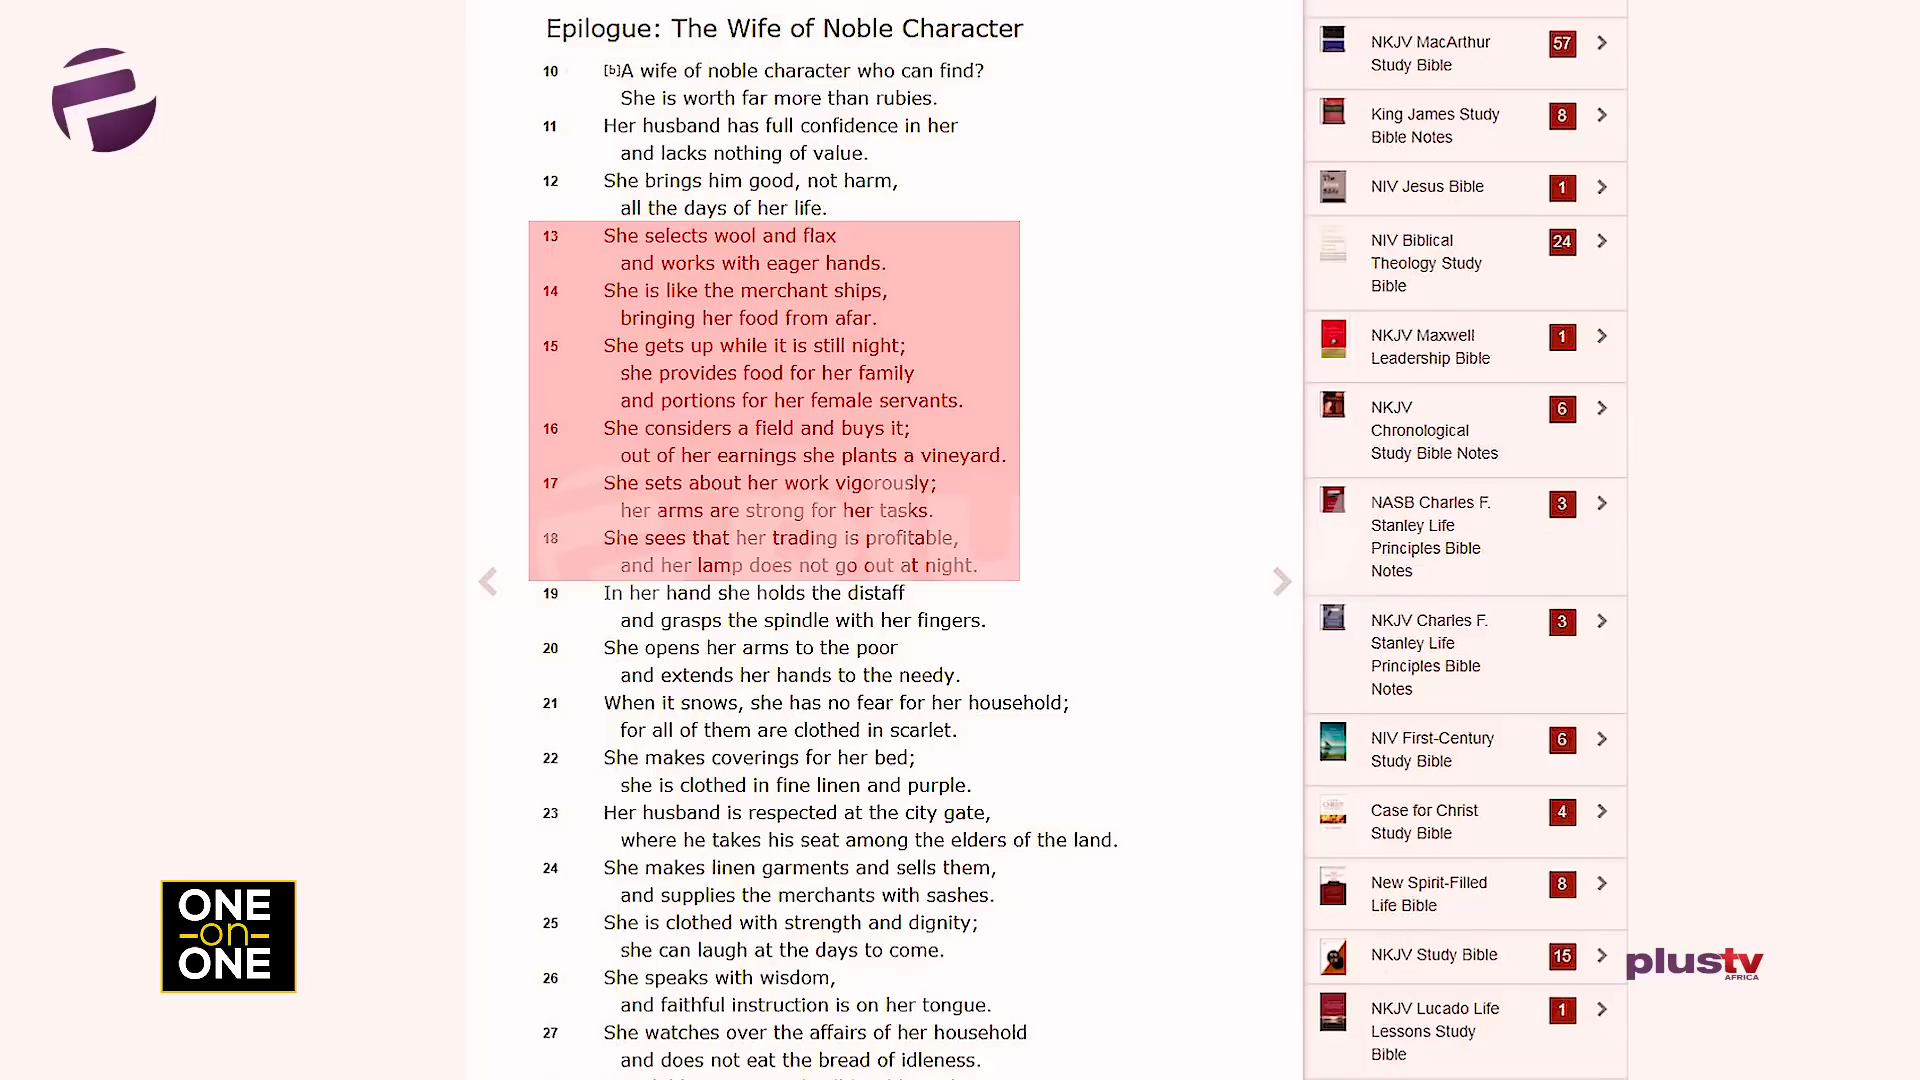 Epilogue: The Wife of Noble Character
10 [b]A wife of noble character who can find?
She is worth far more than rubies.
11 Her husband has full confidence in her
and lacks nothing of value.
12 She brings him good, not harm,
all the days of her life.
13 She selects wool and flax
and works with eager hands.
14 She is like the merchant ships,
bringing her food from afar.
15 She gets up while it is still night;
she provides food for her family
and portions for her female servants.
16 She considers a field and buys it;
out of her earnings she plants a vineyard.
17 She sets about her work vigorously;
her arms are strong for her tasks.
18 She sees that her trading is profitable,
and her lamp does not go out at night.
19 In her hand she holds the distaff
and grasps the spindle with her fingers.
20 She opens her arms to the poor
and extends her hands to the needy.
21 When it snows, she has no fear for her household;
for all of them are clothed in scarlet.
22 She makes coverings for her bed;
she is clothed in fine linen and purple.
23 Her husband is respected at the city gate,
where he takes his seat among the elders of the land.
24 She makes linen garments and sells them,
and supplies the merchants with sashes.
25 She is clothed with strength and dignity;
she can laugh at the days to come.
26 She speaks with wisdom,
and faithful instruction is on her tongue.
27 She watches over the affairs of her household
and does not eat the bread of idleness.
NKJV MacArthur 57
Study Bible
King James Study 8
Bible Notes
NIV Jesus Bible 1
NIV Biblical 24
Theology Study
Bible
NKJV Maxwell 1
Leadership Bible
NKJV 6
Chronological
Study Bible Notes
NASB Charles F. 3
Stanley Life
Principles Bible
Notes
NKJV Charles F. 3
Stanley Life
Principles Bible
Notes
NIV First-Century 6
Study Bible
Case for Christ 4
Study Bible
New Spirit-Filled 8
Life Bible
NKJV Study Bible 15
NKJV Lucado Life 1
Lessons Study
Bible
ONE
on
ONE
plustv
AFRICA